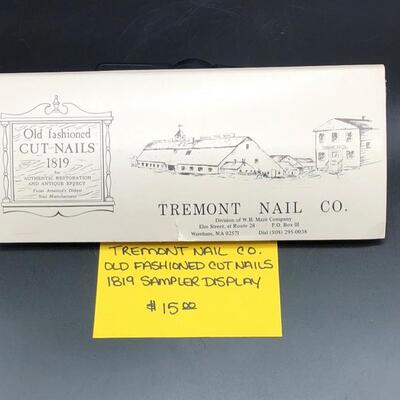 Old fashioned
CUT-NAILS
1819
for
AUTHENTIC RESTORATION
AND ANTIQUE EFFECT
From America's Oldest
Nail Manufacturer
TREMONT NAIL CO.
Division of W.H. Maze Company
Elm Street, at Route 28 P.O. Box 111
Wareham, MA 02571 Dial (508) 295-0038
TREMONT NAIL CO.
OLD FASHIONED CUT NAILS
1819 SAMPLER DISPLAY
$15.00